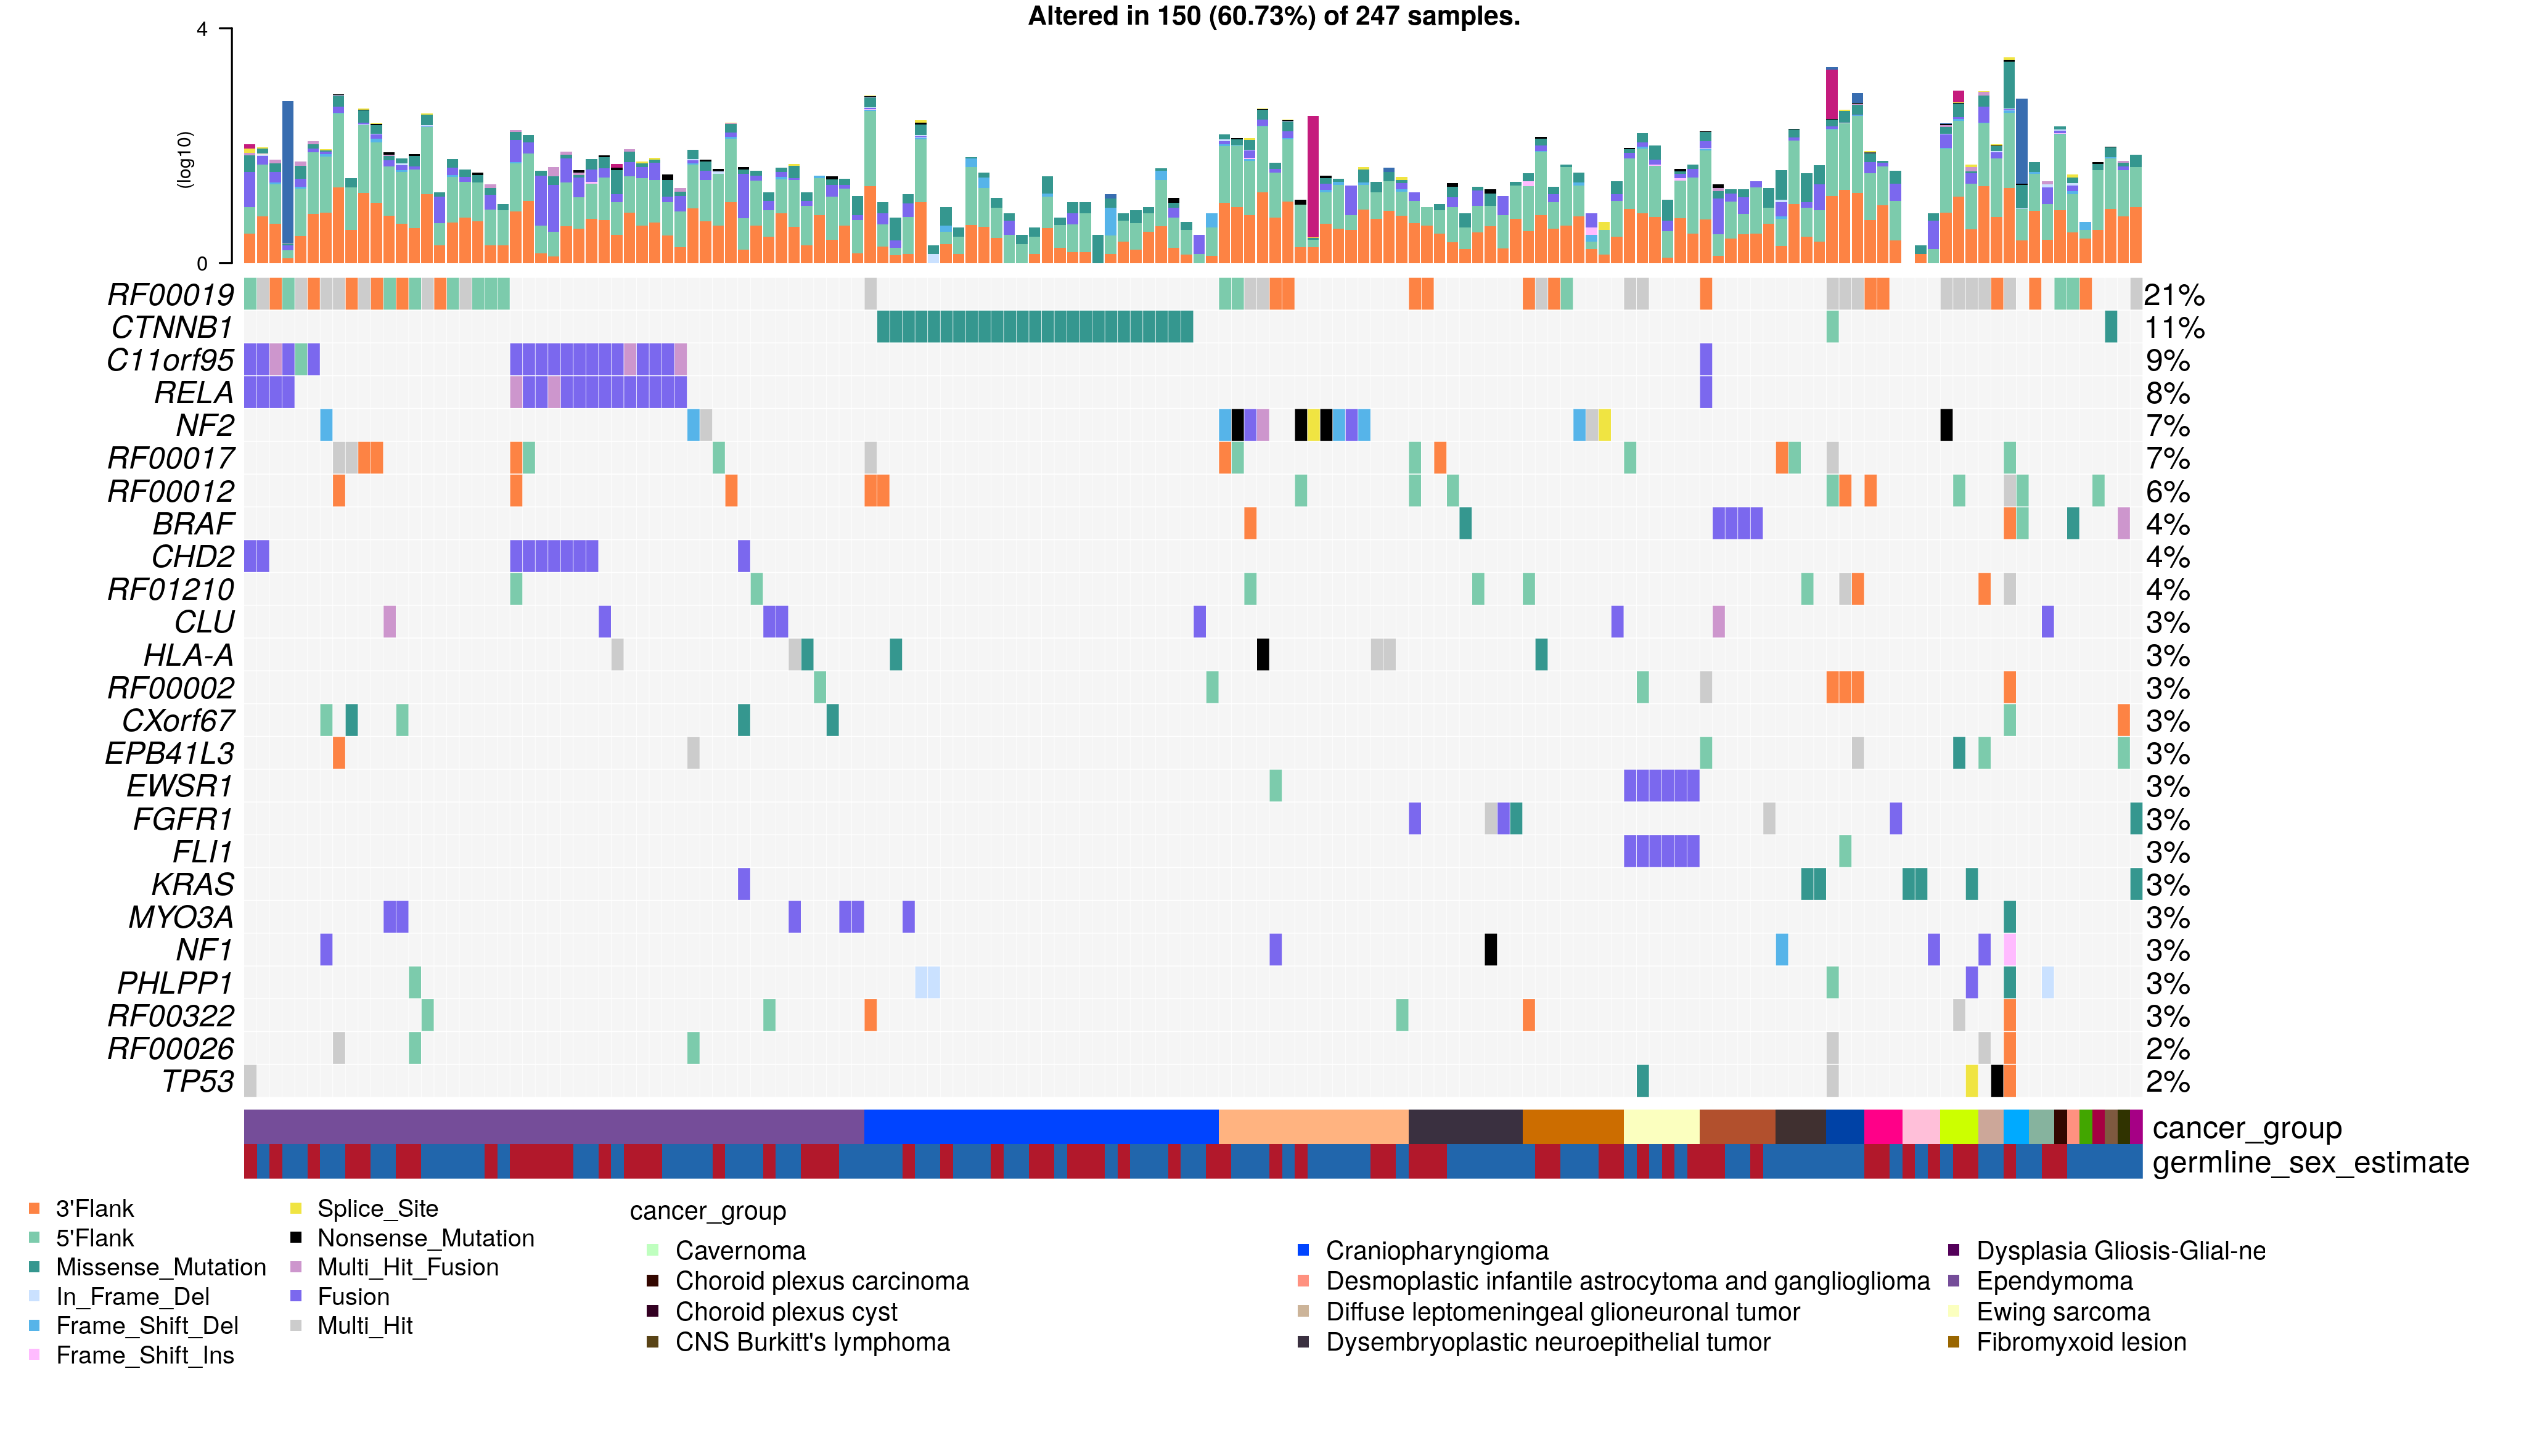 Altered in 150 (60.73%) of 247 samples.
4
(log10)
0
RF00019 21%
CTNNB1 11%
C11orf95 9%
RELA 8%
NF2 7%
RF00017 7%
RF00012 6%
BRAF 4%
CHD2 4%
RF01210 4%
CLU 3%
HLA-A 3%
RF00002 3%
CXorf67 3%
EPB41L3 3%
EWSR1 3%
FGFR1 3%
FLI1 3%
KRAS 3%
MYO3A 3%
NF1 3%
PHLPP1 3%
RF00322 3%
RF00026 2%
TP53 2%
cancer_group
germline_sex_estimate
3'Flank
5'Flank
Missense_Mutation
In_Frame_Del
Frame_Shift_Del
Frame_Shift_Ins
Splice_Site
Nonsense_Mutation
Multi_Hit_Fusion
Fusion
Multi_Hit
cancer_group
Cavernoma
Choroid plexus carcinoma
Choroid plexus cyst
CNS Burkitt's lymphoma
Craniopharyngioma
Desmoplastic infantile astrocytoma and ganglioglioma
Diffuse leptomeningeal glioneuronal tumor
Dysembryoplastic neuroepithelial tumor
Dysplasia Gliosis-Glial-ne
Ependymoma
Ewing sarcoma
Fibromyxoid lesion